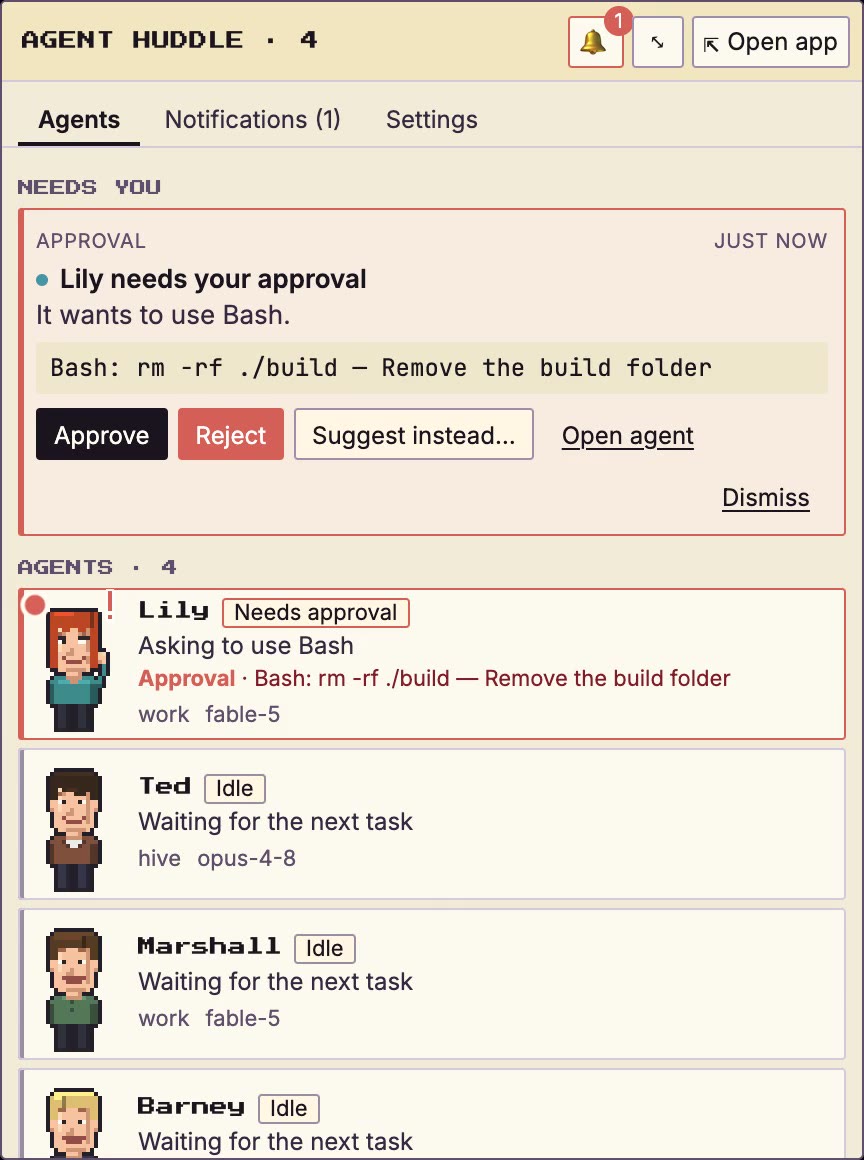 AGENT HUDDLE · 4
1
Open app
Agents Notifications (1) Settings
NEEDS YOU
APPROVAL JUST NOW
Lily needs your approval
It wants to use Bash.
Bash: rm -rf ./build — Remove the build folder
Approve Reject Suggest instead... Open agent
Dismiss
AGENTS · 4
! Lily Needs approval
Asking to use Bash
Approval · Bash: rm -rf ./build — Remove the build folder
work fable-5
Ted Idle
Waiting for the next task
hive opus-4-8
Marshall Idle
Waiting for the next task
work fable-5
Barney Idle
Waiting for the next task